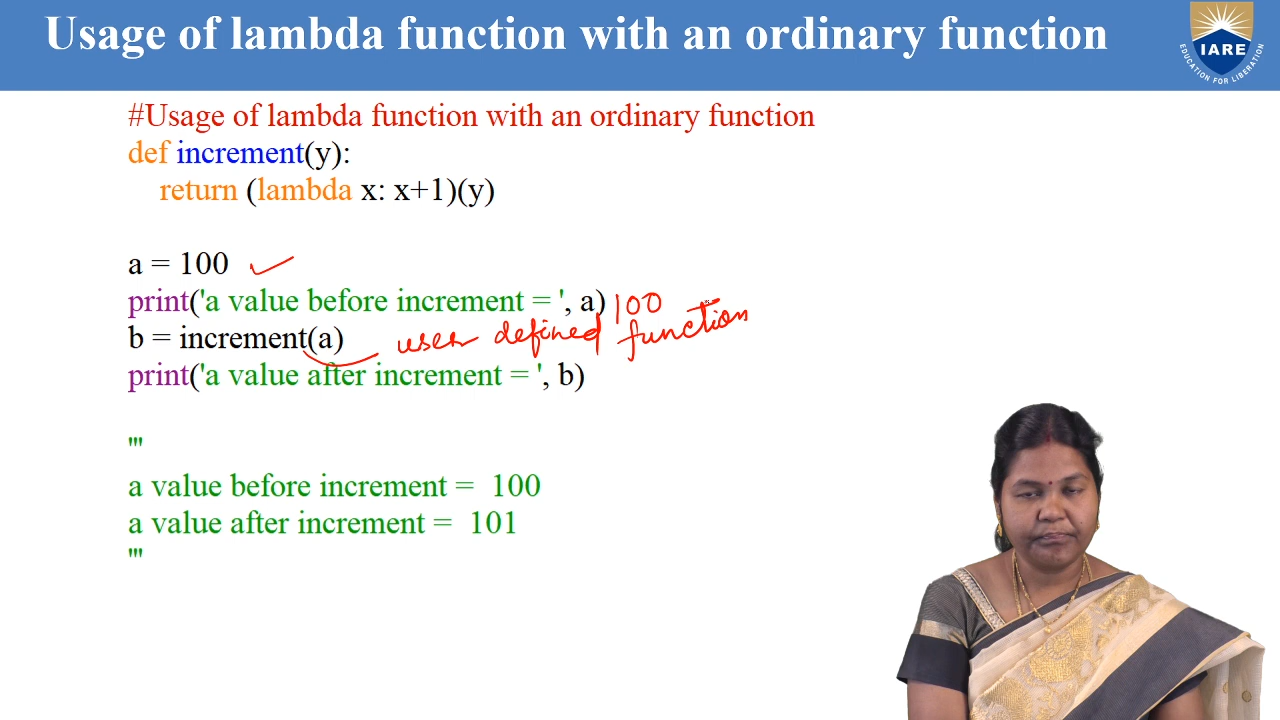 Usage of lambda function with an ordinary function
IARE
EDUCATION FOR LIBERATION
#Usage of lambda function with an ordinary function
def increment(y):
    return (lambda x: x+1)(y)
a = 100
print('a value before increment = ', a) 100
b = increment(a) user defined function
print('a value after increment = ', b)
'''
a value before increment =  100
a value after increment =  101
'''